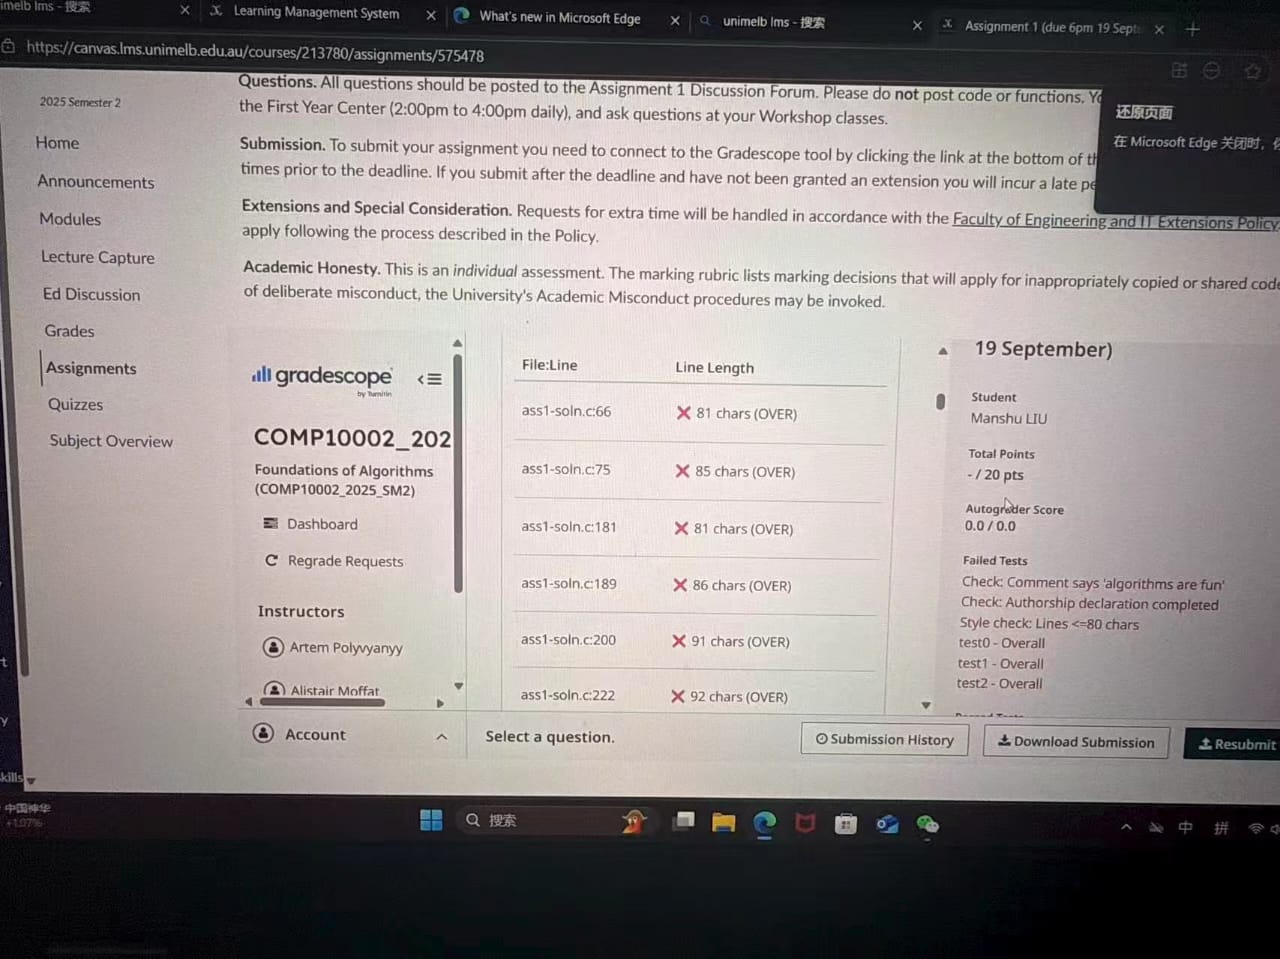 imelb lms - 搜索
Learning Management System
What's new in Microsoft Edge
unimelb lms - 搜索
Assignment 1 (due 6pm 19 Sept
https://canvas.lms.unimelb.edu.au/courses/213780/assignments/575478
2025 Semester 2
Home
Announcements
Modules
Lecture Capture
Ed Discussion
Grades
Assignments
Quizzes
Subject Overview
Questions. All questions should be posted to the Assignment 1 Discussion Forum. Please do not post code or functions.
the First Year Center (2:00pm to 4:00pm daily), and ask questions at your Workshop classes.
Submission. To submit your assignment you need to connect to the Gradescope tool by clicking the link at the bottom of
times prior to the deadline. If you submit after the deadline and have not been granted an extension you will incur a late
Extensions and Special Consideration. Requests for extra time will be handled in accordance with the Faculty of Engineering and IT Extensions Policy
apply following the process described in the Policy.
Academic Honesty. This is an individual assessment. The marking rubric lists marking decisions that will apply for inappropriately copied or shared code
of deliberate misconduct, the University's Academic Misconduct procedures may be invoked.
还原页面
在 Microsoft Edge 关闭时，
gradescope
by Turnitin
COMP10002_202
Foundations of Algorithms
(COMP10002_2025_SM2)
Dashboard
Regrade Requests
Instructors
Artem Polyvyanyy
Alistair Moffat
Account
File:Line Line Length
ass1-soln.c:66 ❌ 81 chars (OVER)
ass1-soln.c:75 ❌ 85 chars (OVER)
ass1-soln.c:181 ❌ 81 chars (OVER)
ass1-soln.c:189 ❌ 86 chars (OVER)
ass1-soln.c:200 ❌ 91 chars (OVER)
ass1-soln.c:222 ❌ 92 chars (OVER)
19 September)
Student
Manshu LIU
Total Points
- / 20 pts
Autograder Score
0.0 / 0.0
Failed Tests
Check: Comment says 'algorithms are fun'
Check: Authorship declaration completed
Style check: Lines <=80 chars
test0 - Overall
test1 - Overall
test2 - Overall
Select a question.
Submission History
Download Submission
Resubmit
kills
中国神华
+1.07%
搜索
中
拼